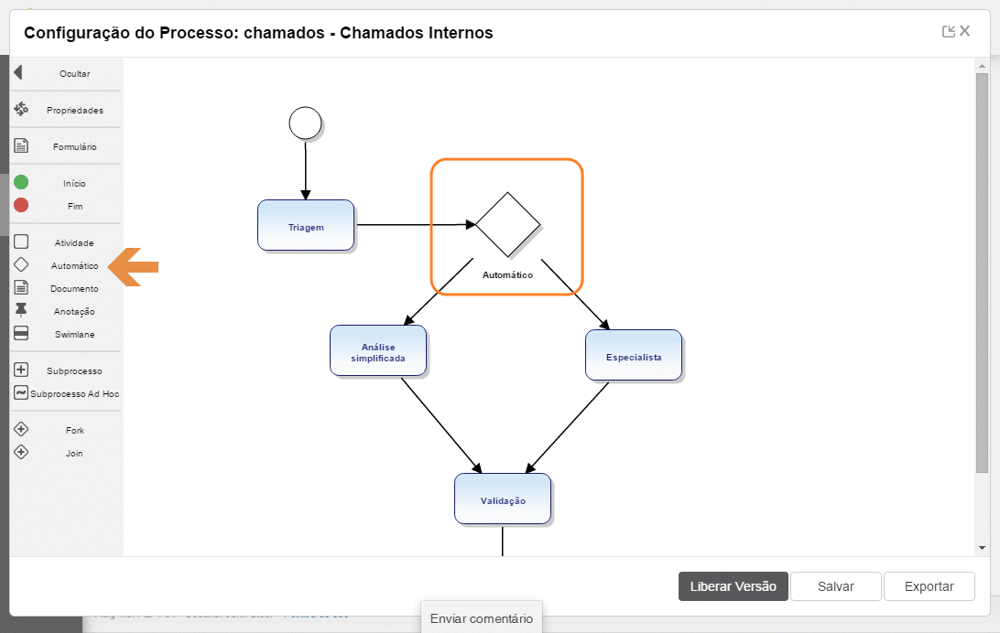 Configuração do Processo: chamados - Chamados Internos
Ocultar
Propriedades
Formulário
Início
Fim
Atividade
Automático
Documento
Anotação
Swimlane
Subprocesso
Subprocesso Ad Hoc
Fork
Join
Triagem
Automático
Análise
simplificada
Especialista
Validação
Liberar Versão
Salvar
Exportar
Enviar comentário